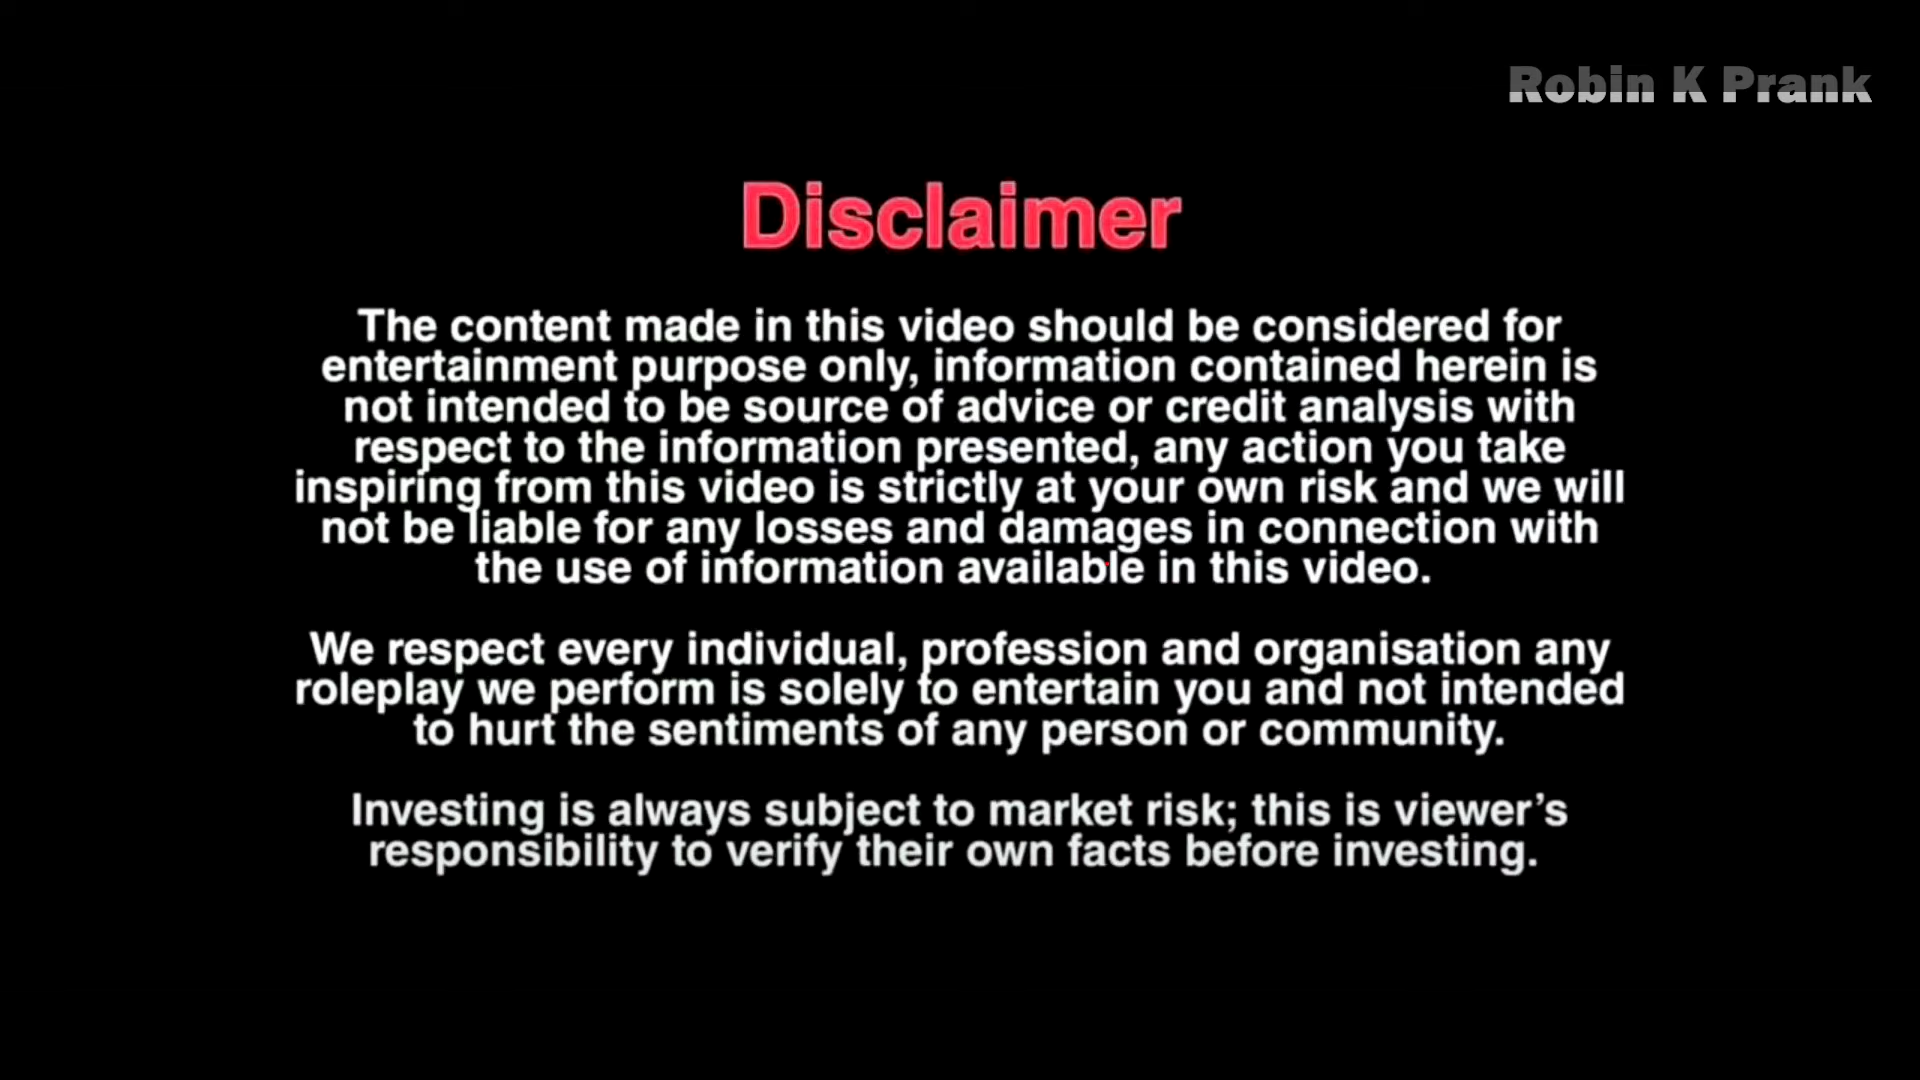 Robin K Prank
Disclaimer
The content made in this video should be considered for
entertainment purpose only, information contained herein is
not intended to be source of advice or credit analysis with
respect to the information presented, any action you take
inspiring from this video is strictly at your own risk and we will
not be liable for any losses and damages in connection with
the use of information available in this video.
We respect every individual, profession and organisation any
roleplay we perform is solely to entertain you and not intended
to hurt the sentiments of any person or community.
Investing is always subject to market risk; this is viewer’s
responsibility to verify their own facts before investing.